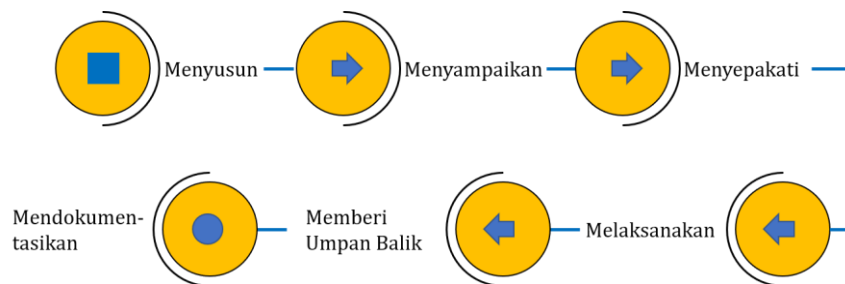 Menyusun
Menyampaikan
Menyepakati
Melaksanakan
Memberi
Umpan Balik
Mendokumen-
tasikan